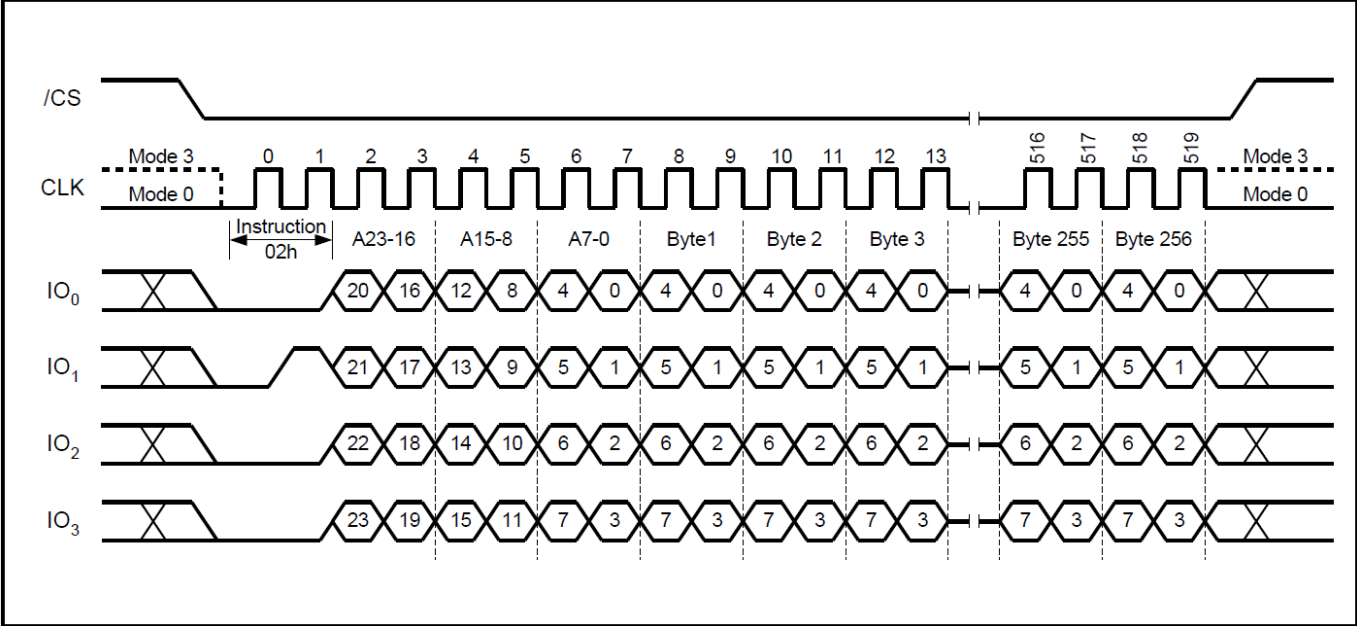 /CS
Mode 3 0 1 2 3 4 5 6 7 8 9 10 11 12 13 516 517 518 519 Mode 3
CLK
Mode 0 Mode 0
Instruction
02h A23-16 A15-8 A7-0 Byte1 Byte 2 Byte 3 Byte 255 Byte 256
IO0 20 16 12 8 4 0 4 0 4 0 4 0 4 0 4 0
IO1 21 17 13 9 5 1 5 1 5 1 5 1 5 1 5 1
IO2 22 18 14 10 6 2 6 2 6 2 6 2 6 2 6 2
IO3 23 19 15 11 7 3 7 3 7 3 7 3 7 3 7 3